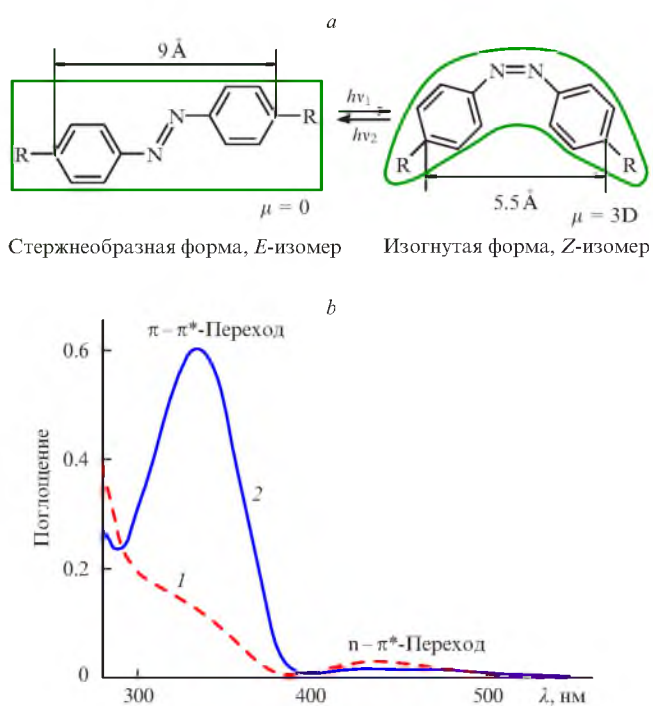 a
9 Å
N=N
R
N
N
R
hν₁
hν₂
R
R
μ = 0
5.5 Å
μ = 3D
Стержнеобразная форма, E-изомер
Изогнутая форма, Z-изомер
b
π – π*-Переход
0.6
0.4
0.2
0
Поглощение
2
1
n – π*-Переход
300
400
500
λ, нм